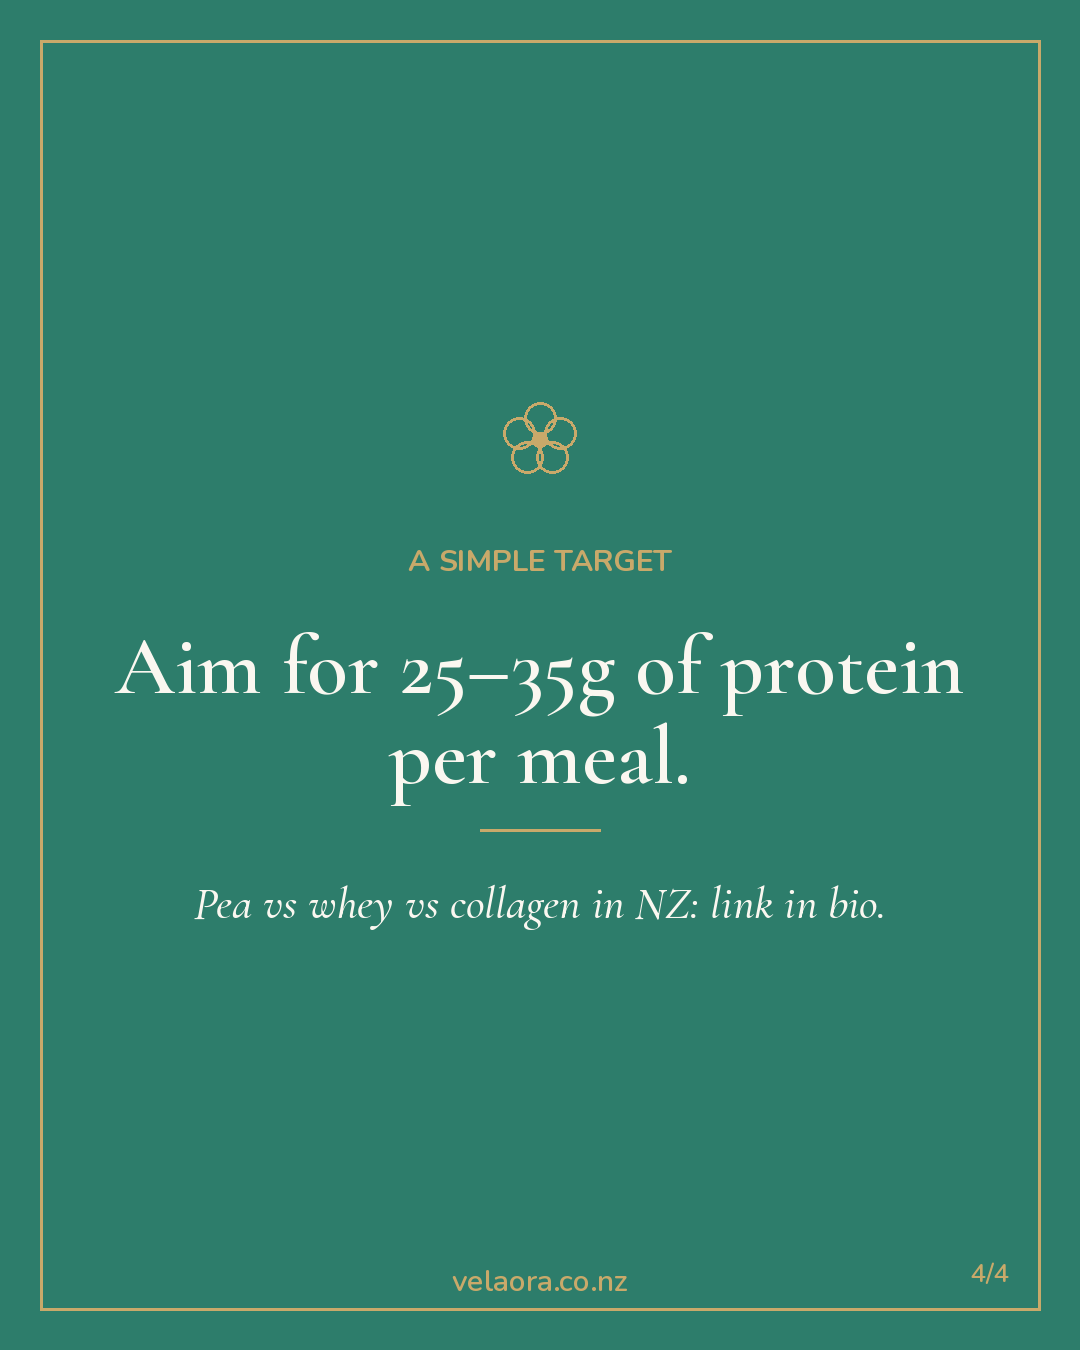 A SIMPLE TARGET
Aim for 25–35g of protein
per meal.
Pea vs whey vs collagen in NZ: link in bio.
velaora.co.nz
4/4